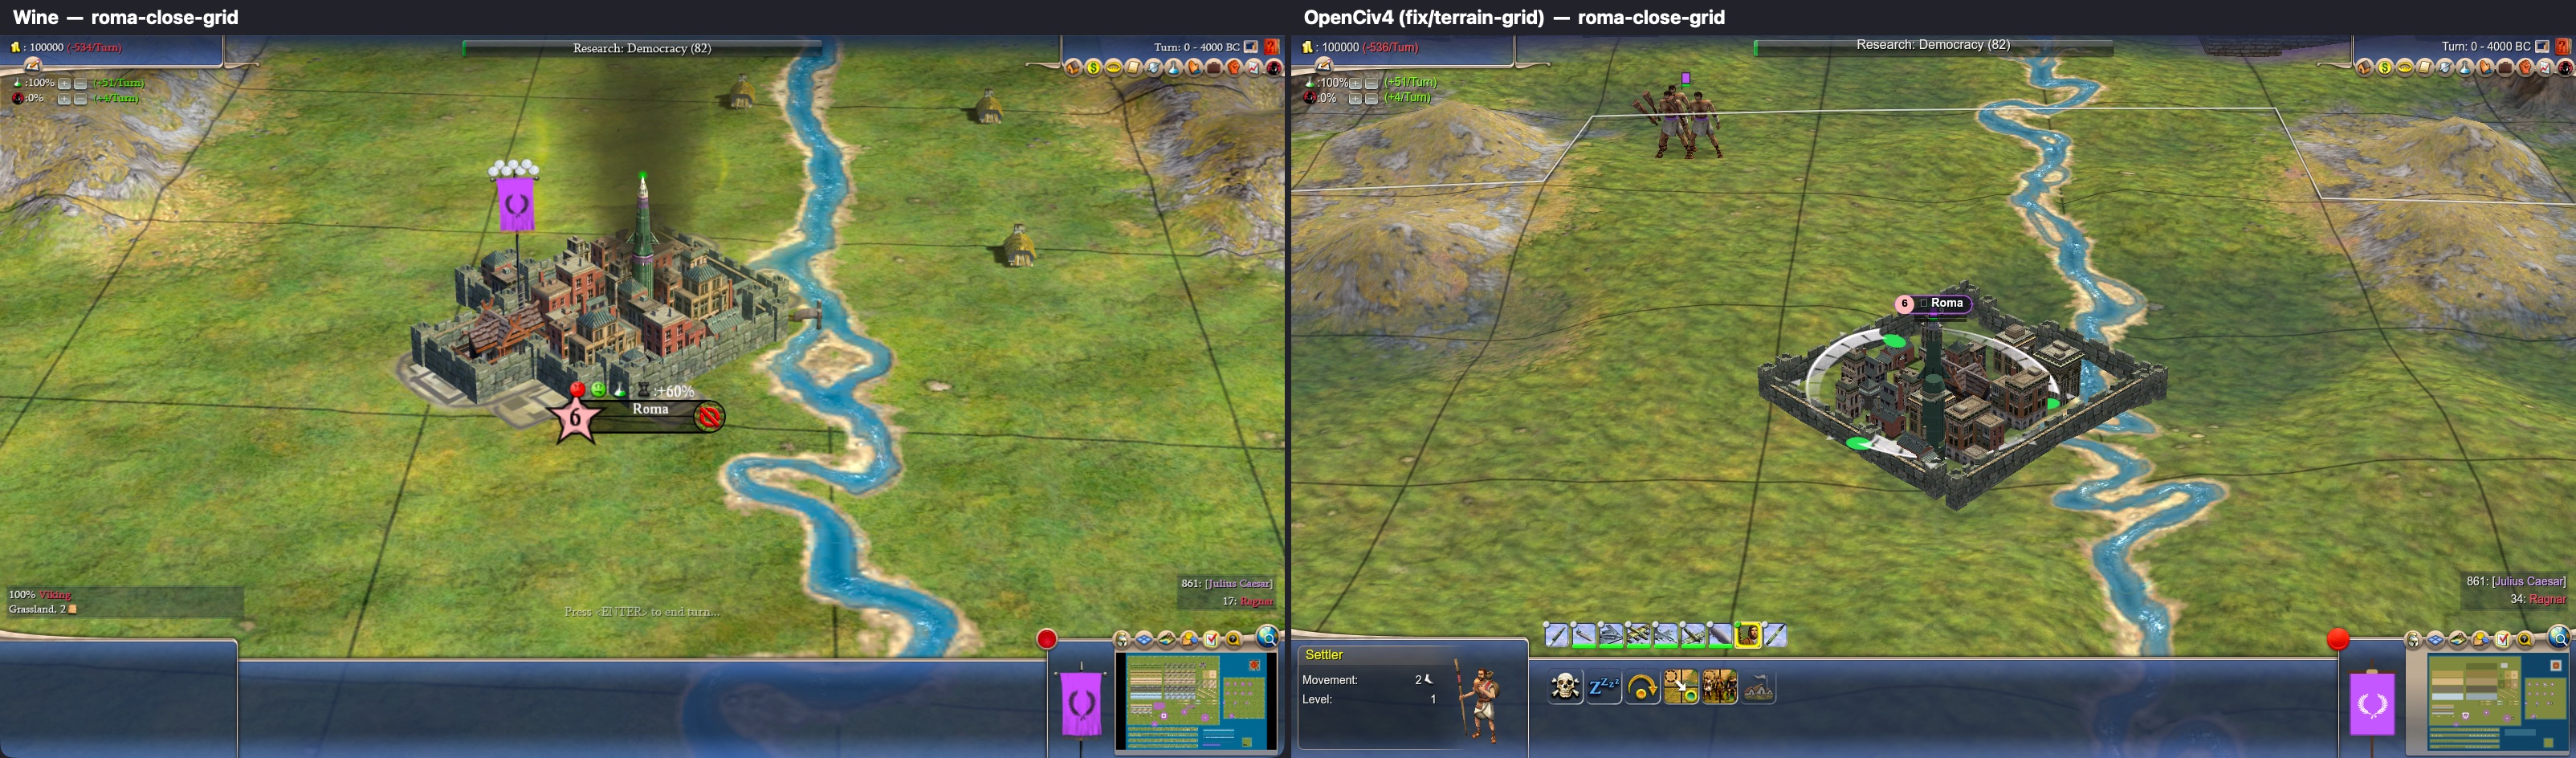 Wine — roma-close-grid
: 100000 (-534/Turn)
Research: Democracy (82)
Turn: 0 - 4000 BC
:100% (+51/Turn)
:0% (+4/Turn)
:+60%
6
Roma
100% Viking
Grassland, 2
Press <ENTER> to end turn...
861: [Julius Caesar]
17: Ragnar
OpenCiv4 (fix/terrain-grid) — roma-close-grid
: 100000 (-536/Turn)
Research: Democracy (82)
Turn: 0 - 4000 BC
:100% (+51/Turn)
:0% (+4/Turn)
6 Roma
861: [Julius Caesar]
34: Ragnar
Settler
Movement: 2
Level: 1
ZZzzz